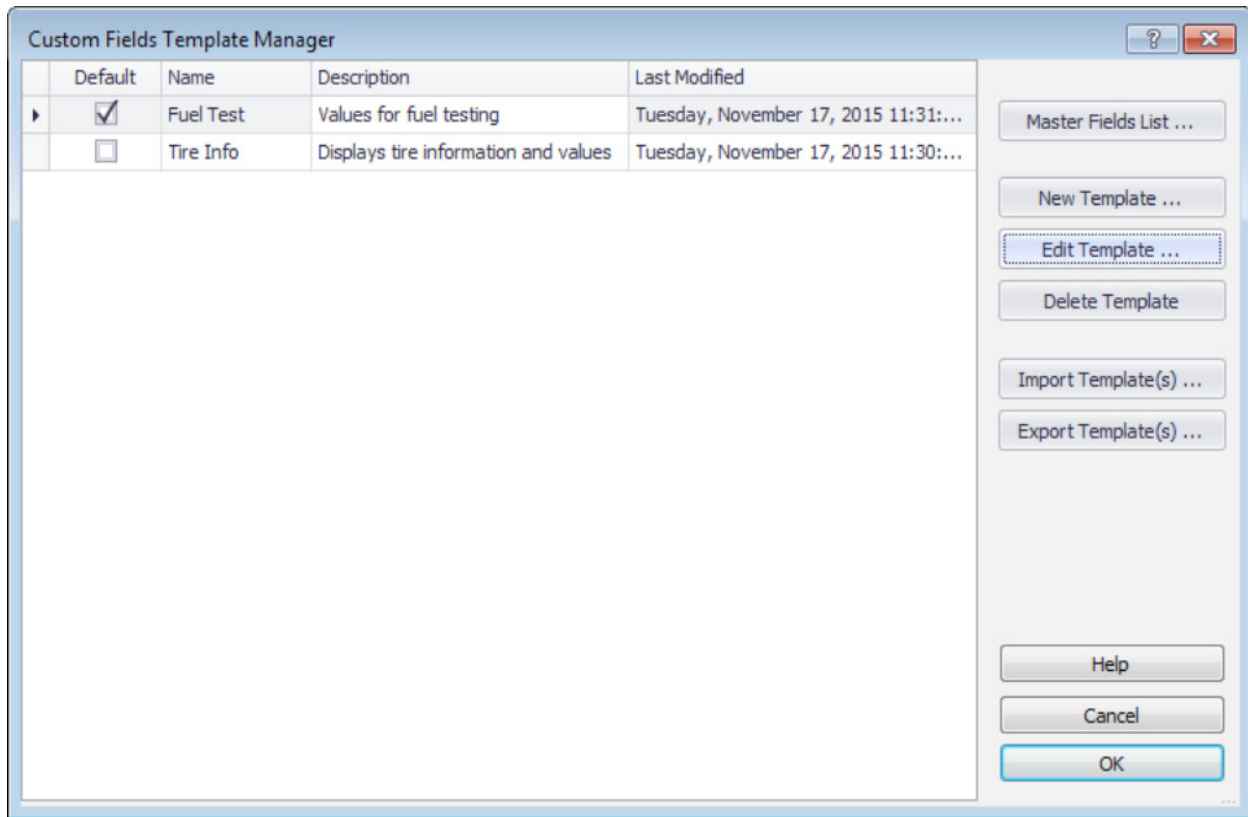 Custom Fields Template Manager
?
Default Name Description Last Modified
Fuel Test Values for fuel testing Tuesday, November 17, 2015 11:31:...
Tire Info Displays tire information and values Tuesday, November 17, 2015 11:30:...
Master Fields List ...
New Template ...
Edit Template ...
Delete Template
Import Template(s) ...
Export Template(s) ...
Help
Cancel
OK